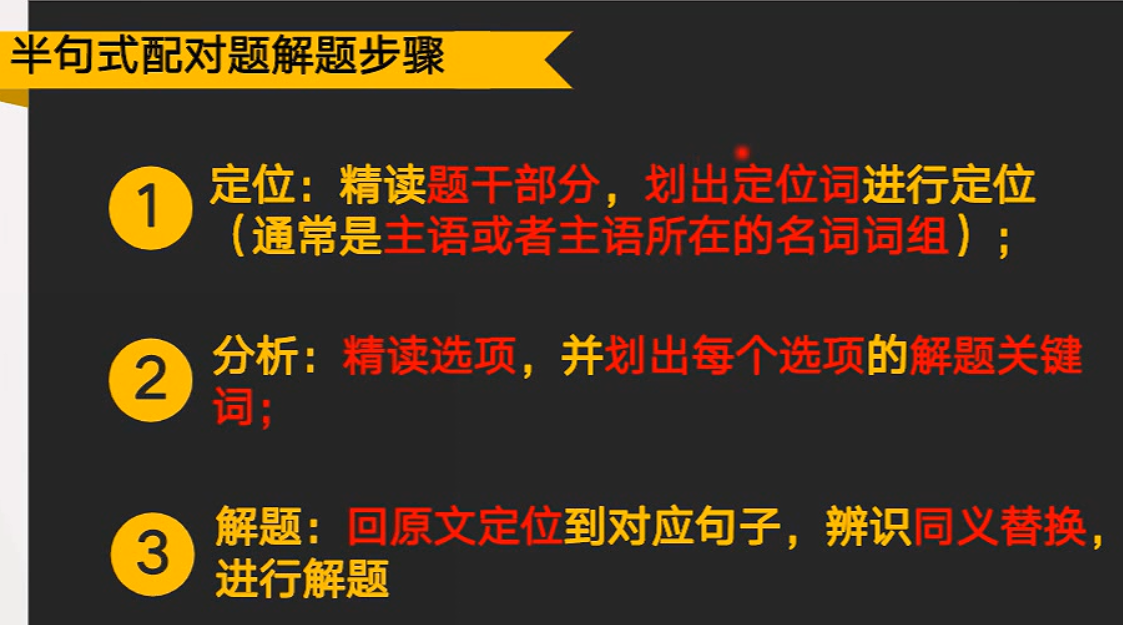 半句式配对题解题步骤
1
定位：精读题干部分，划出定位词进行定位
（通常是主语或者主语所在的名词词组）；
2
分析：精读选项，并划出每个选项的解题关键
词；
3
解题：回原文定位到对应句子，辨识同义替换，
进行解题